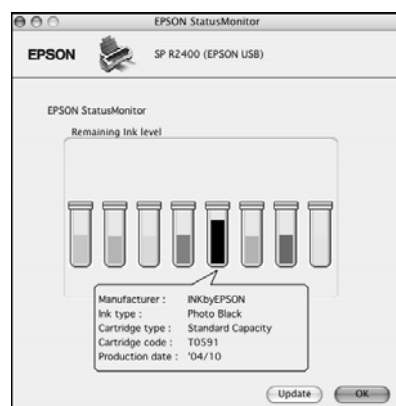 EPSON StatusMonitor
EPSON SP R2400 (EPSON USB)
EPSON StatusMonitor
Remaining Ink level
Manufacturer : INKbyEPSON
Ink type : Photo Black
Cartridge type : Standard Capacity
Cartridge code : T0591
Production date : '04/10
Update OK